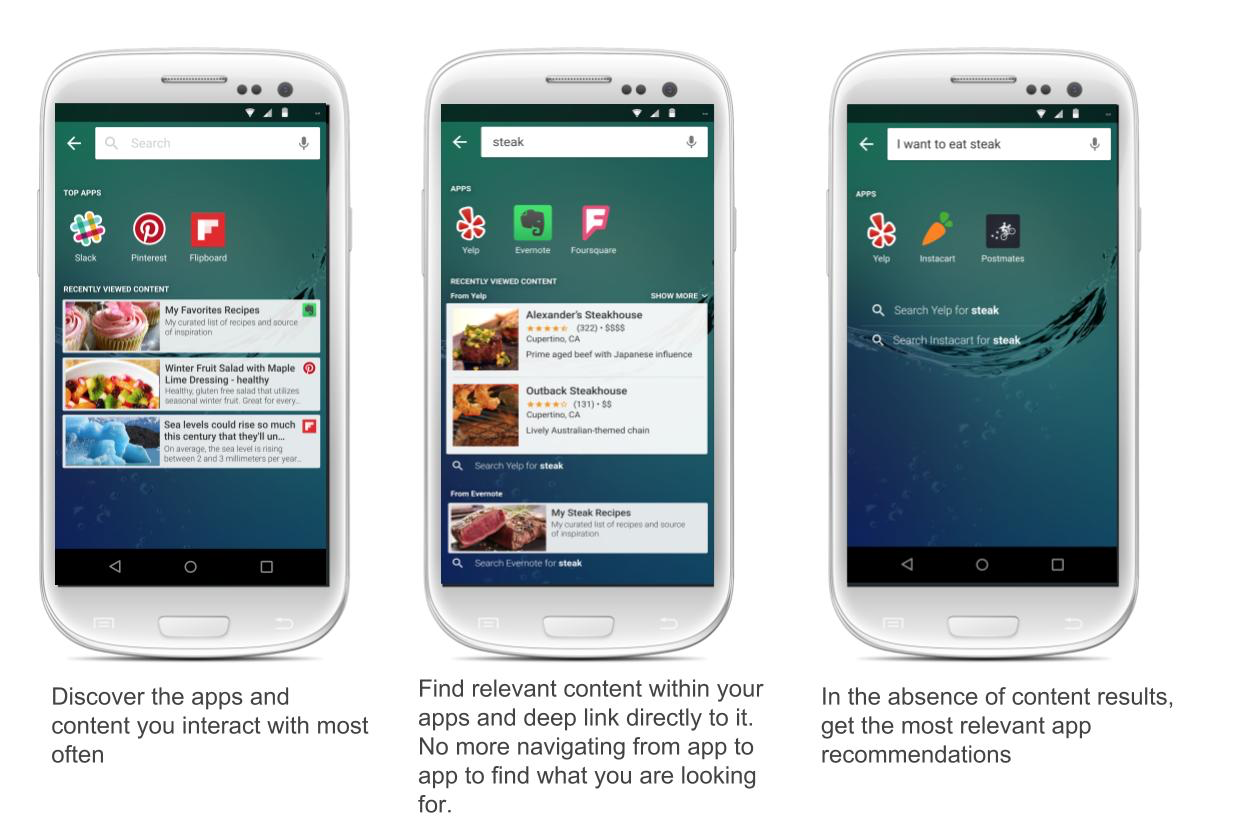 Search
TOP APPS
Slack
Pinterest
Flipboard
RECENTLY VIEWED CONTENT
My Favorites Recipes
My curated list of recipes and source
of inspiration
Winter Fruit Salad with Maple
Lime Dressing - healthy
Healthy, gluten free salad that utilizes
seasonal winter fruit. Great for every...
Sea levels could rise so much
this century that they'll un...
On average, the sea level is rising
between 2 and 3 millimeters per year...
Discover the apps and
content you interact with most
often
steak
APPS
Yelp
Evernote
Foursquare
RECENTLY VIEWED CONTENT
From Yelp
SHOW MORE
Alexander's Steakhouse
(322) • $$$$
Cupertino, CA
Prime aged beef with Japanese influence
Outback Steakhouse
(131) • $$
Cupertino, CA
Lively Australian-themed chain
Search Yelp for steak
From Evernote
My Steak Recipes
My curated list of recipes and source
of inspiration
Search Evernote for steak
Find relevant content within your
apps and deep link directly to it.
No more navigating from app to
app to find what you are looking
for.
I want to eat steak
APPS
Yelp
Instacart
Postmates
Search Yelp for steak
Search Instacart for steak
In the absence of content results,
get the most relevant app
recommendations